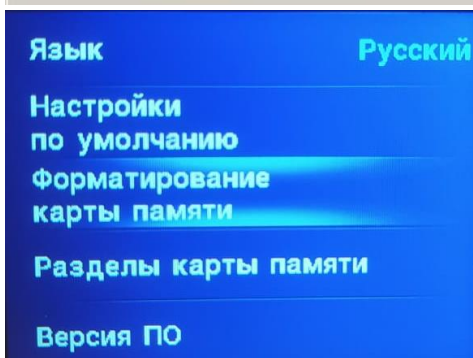 Язык Русский
Настройки
по умолчанию
Форматирование
карты памяти
Разделы карты памяти
Версия ПО